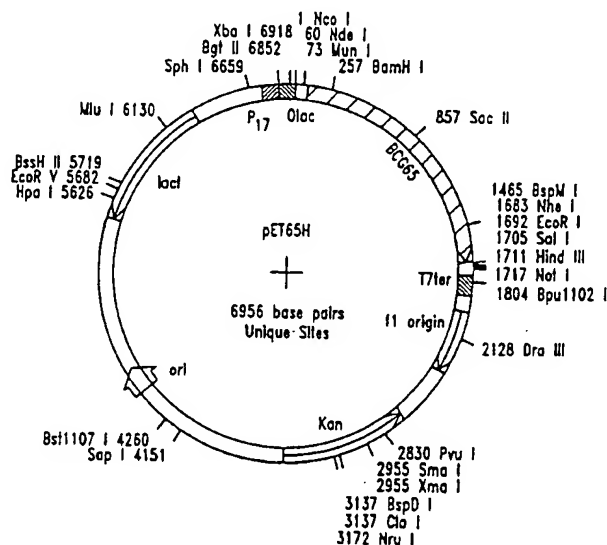 1 Nco I
Xba I 6918
60 Nde I
Bgt II 6852
73 Mun I
Sph I 6659
257 BamH I
P17
Olac
Mlu I 6130
857 Sac II
BCG65
BssH II 5719
EcoR V 5682
Hpa I 5626
lacI
1465 BspM I
1683 Nhe I
1692 EcoR I
1705 Sal I
1711 Hind III
1717 Not I
1804 Bpu1102 I
pET65H
T7ter
6956 base pairs
Unique Sites
f1 origin
2128 Dra III
ori
Kan
Bst1107 I 4260
Sap I 4151
2830 Pvu I
2955 Sma I
2955 Xma I
3137 BspD I
3137 Cla I
3172 Nru I